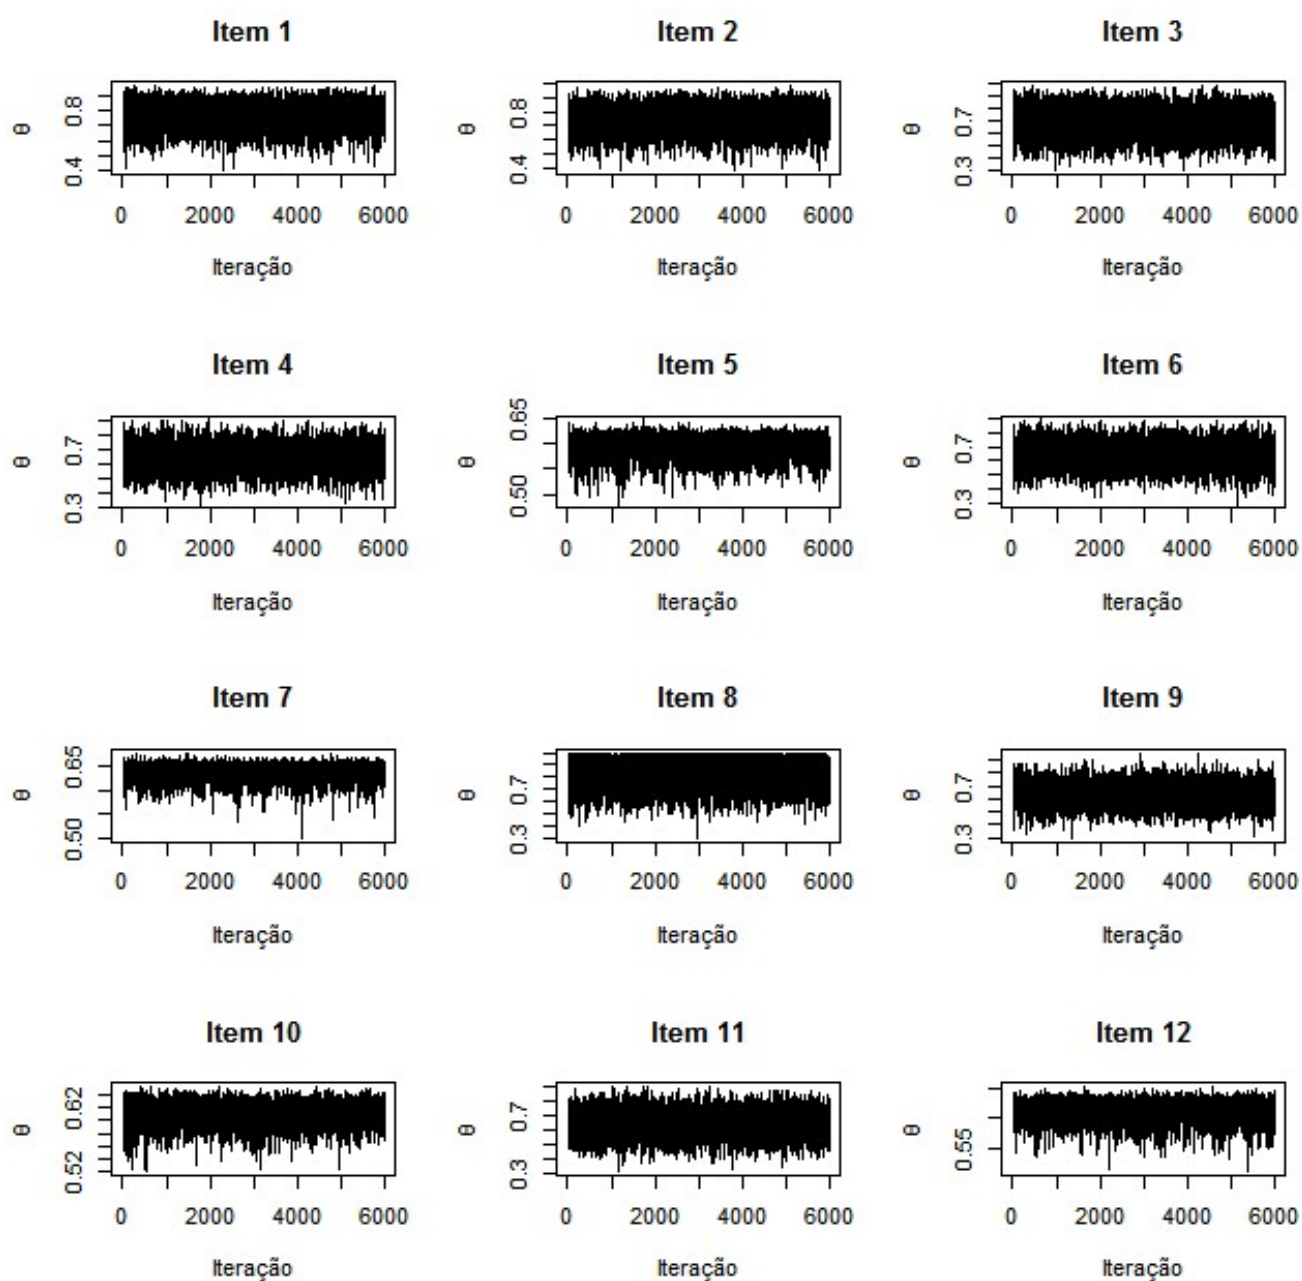 Item 1
θ
0.4 0.8
0 2000 4000 6000
Iteração
Item 2
θ
0.4 0.8
0 2000 4000 6000
Iteração
Item 3
θ
0.3 0.7
0 2000 4000 6000
Iteração
Item 4
θ
0.3 0.7
0 2000 4000 6000
Iteração
Item 5
θ
0.50 0.65
0 2000 4000 6000
Iteração
Item 6
θ
0.3 0.7
0 2000 4000 6000
Iteração
Item 7
θ
0.50 0.65
0 2000 4000 6000
Iteração
Item 8
θ
0.3 0.7
0 2000 4000 6000
Iteração
Item 9
θ
0.3 0.7
0 2000 4000 6000
Iteração
Item 10
θ
0.52 0.62
0 2000 4000 6000
Iteração
Item 11
θ
0.3 0.7
0 2000 4000 6000
Iteração
Item 12
θ
0.55
0 2000 4000 6000
Iteração